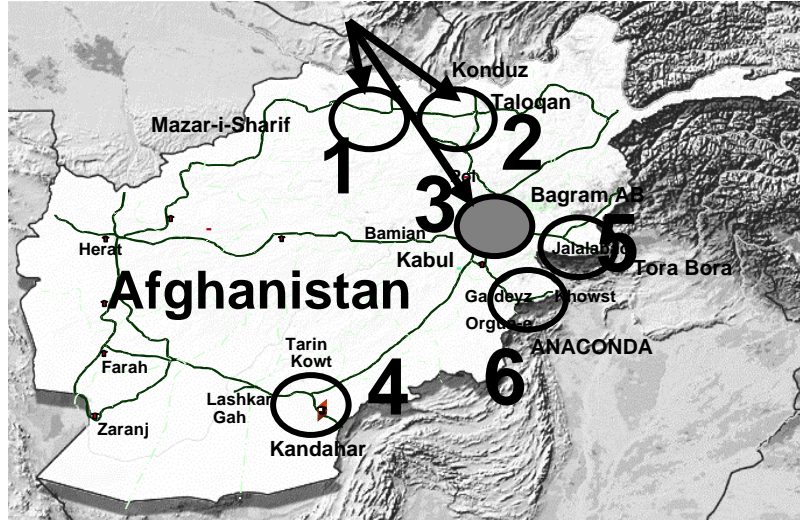 Konduz
Taloqan
Mazar-i-Sharif
1
2
3
Bagram AB
Bamian
5
Herat
Kabul
Tora Bora
Afghanistan
Khowst
Tarin
Kowt
ANACONDA
Farah
4
6
Lashkar
Gah
Zaranj
Kandahar